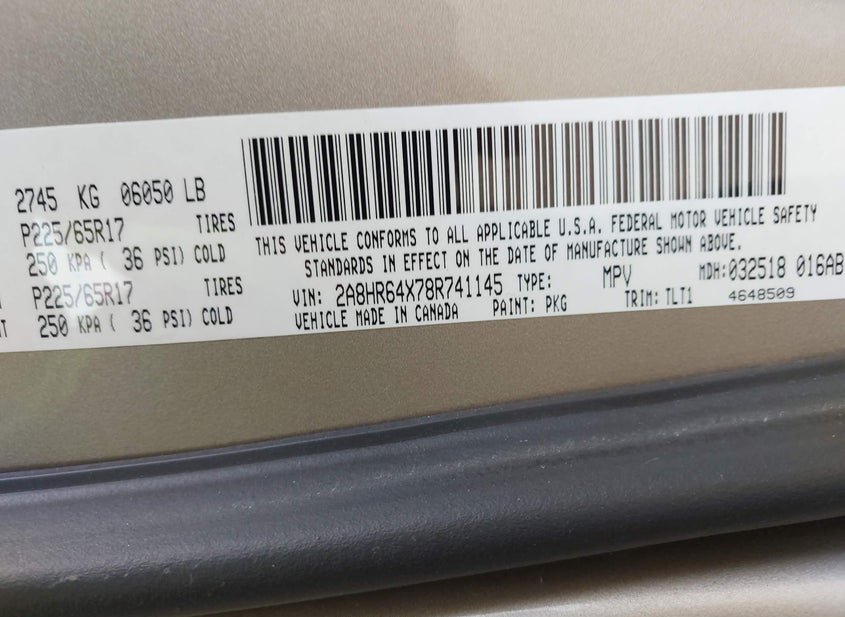 2745 KG 06050 LB
P225/65R17 TIRES
250 KPA ( 36 PSI) COLD
P225/65R17 TIRES
250 KPA ( 36 PSI) COLD
THIS VEHICLE CONFORMS TO ALL APPLICABLE U.S.A. FEDERAL MOTOR VEHICLE SAFETY
STANDARDS IN EFFECT ON THE DATE OF MANUFACTURE SHOWN ABOVE.
VIN: 2A8HR64X78R741145 TYPE: MPV MDH:032518 016AB
VEHICLE MADE IN CANADA PAINT: PKG TRIM: TLT1 4648509